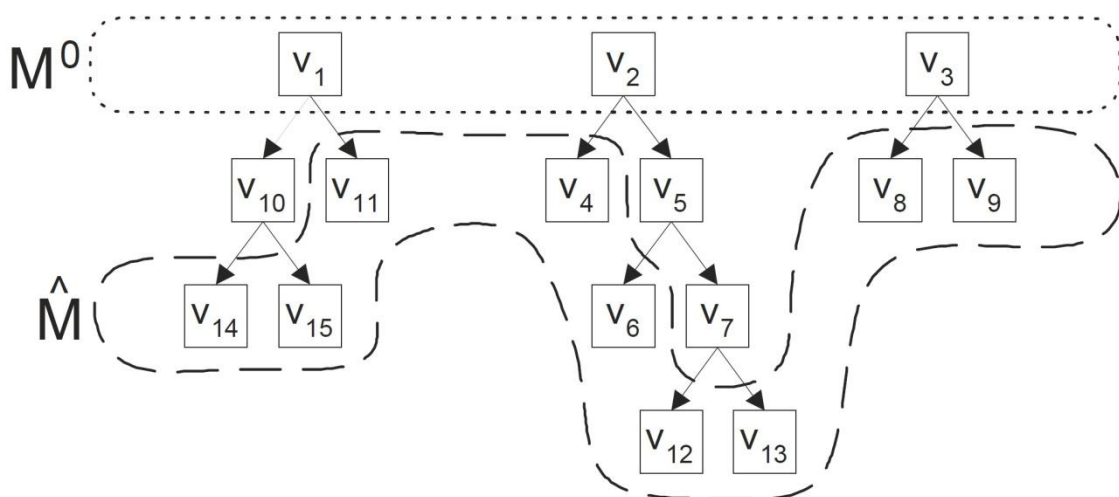 M⁰ v₁ v₂ v₃
v₁₀ v₁₁ v₄ v₅ v₈ v₉
M̂ v₁₄ v₁₅ v₆ v₇
v₁₂ v₁₃